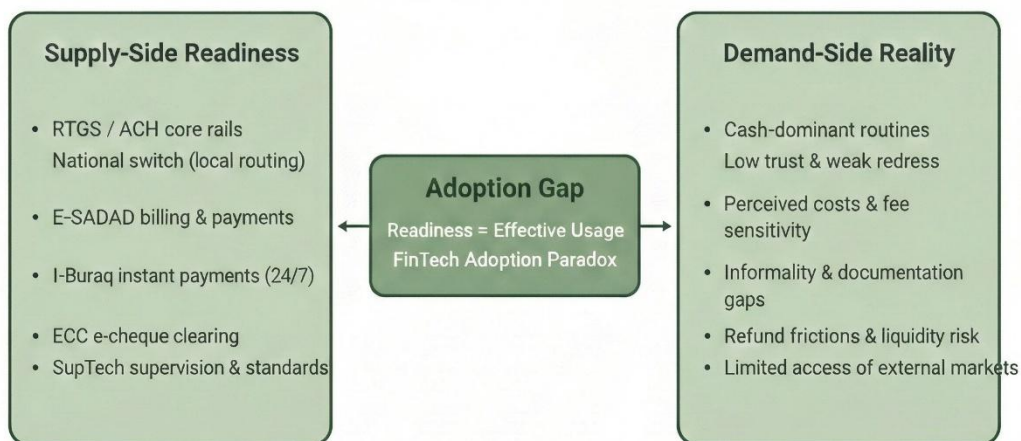 Supply-Side Readiness
• RTGS / ACH core rails
National switch (local routing)
• E-SADAD billing & payments
• I-Buraq instant payments (24/7)
• ECC e-cheque clearing
• SupTech supervision & standards
Adoption Gap
Readiness = Effective Usage
FinTech Adoption Paradox
Demand-Side Reality
• Cash-dominant routines
Low trust & weak redress
• Perceived costs & fee
sensitivity
• Informality & documentation
gaps
• Refund frictions & liquidity risk
• Limited access of external markets